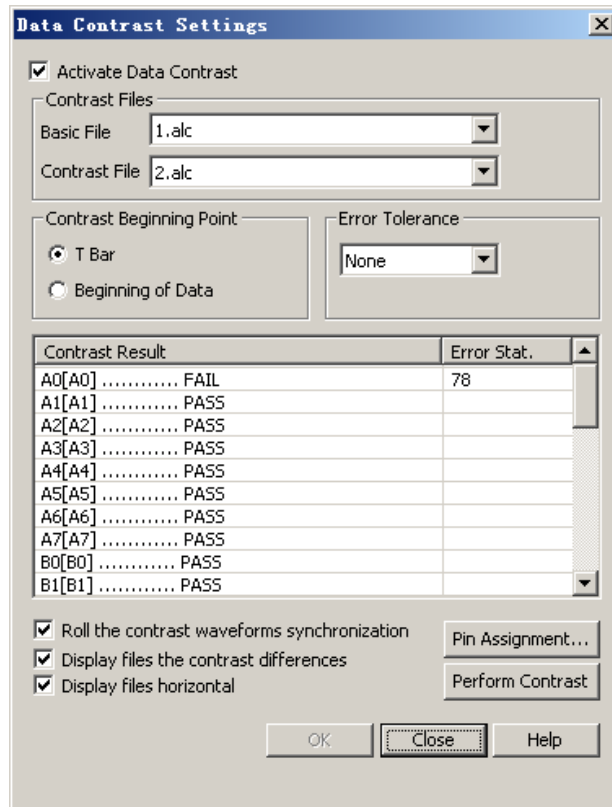 Data Contrast Settings
Activate Data Contrast
Contrast Files
Basic File 1.alc
Contrast File 2.alc
Contrast Beginning Point Error Tolerance
T Bar None
Beginning of Data
Contrast Result Error Stat.
A0[A0] ............ FAIL 78
A1[A1] ............ PASS
A2[A2] ............ PASS
A3[A3] ............ PASS
A4[A4] ............ PASS
A5[A5] ............ PASS
A6[A6] ............ PASS
A7[A7] ............ PASS
B0[B0] ............ PASS
B1[B1] ............ PASS
Roll the contrast waveforms synchronization Pin Assignment...
Display files the contrast differences
Display files horizontal Perform Contrast
OK Close Help